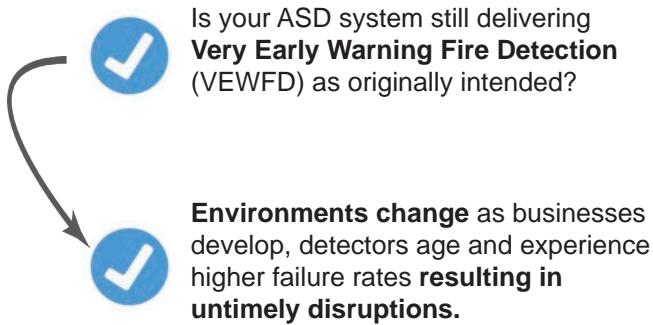 Is your ASD system still delivering
Very Early Warning Fire Detection
(VEWFD) as originally intended?
Environments change as businesses
develop, detectors age and experience
higher failure rates resulting in
untimely disruptions.